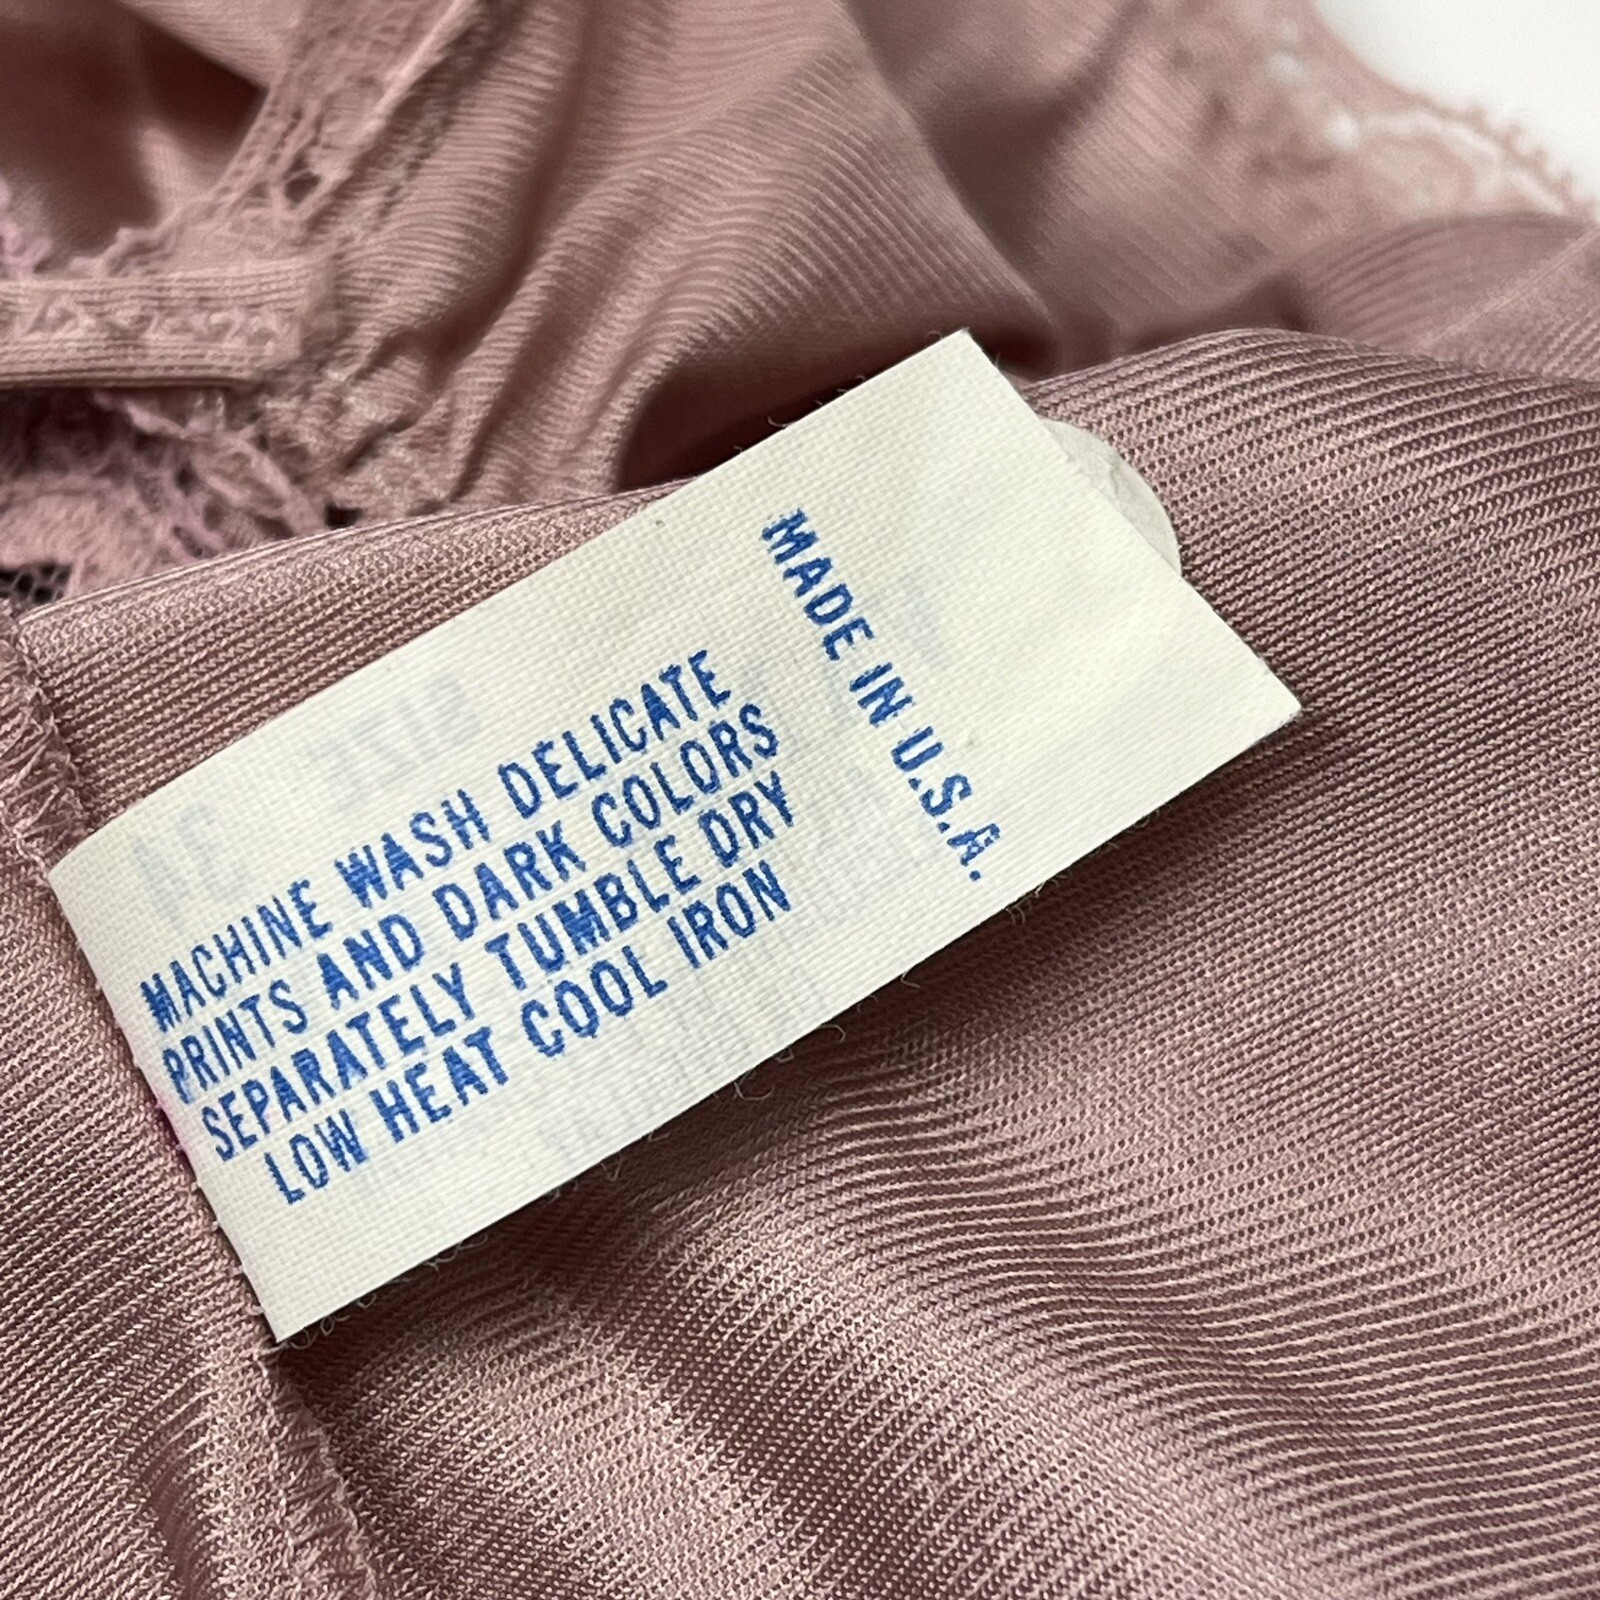 MACHINE WASH DELICATE
PRINTS AND DARK COLORS
SEPARATELY TUMBLE DRY
LOW HEAT COOL IRON
MADE IN U.S.A.